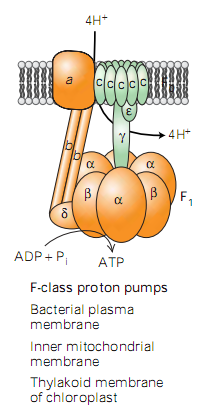 4H⁺
a
c c c c c F₀
ε
b
b
γ
4H⁺
α α
β α β F₁
δ
ADP + Pᵢ
ATP
F-class proton pumps
Bacterial plasma
membrane
Inner mitochondrial
membrane
Thylakoid membrane
of chloroplast